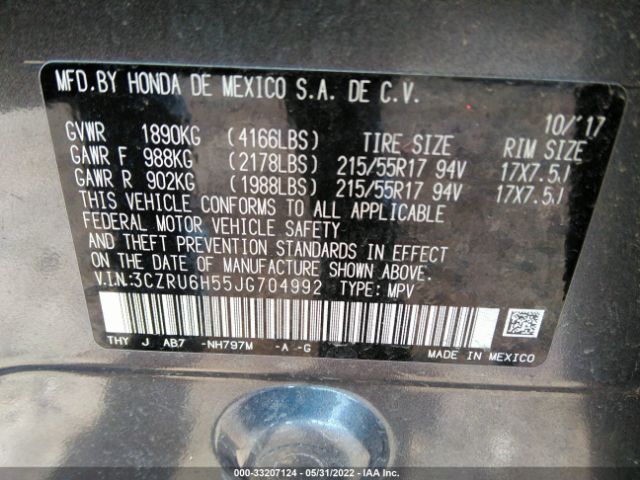 MFD.BY HONDA DE MEXICO S.A. DE C.V.
10/'17
GVWR 1890KG (4166LBS) TIRE SIZE RIM SIZE
GAWR F 988KG (2178LBS) 215/55R17 94V 17X7.5J
GAWR R 902KG (1988LBS) 215/55R17 94V 17X7.5J
THIS VEHICLE CONFORMS TO ALL APPLICABLE
FEDERAL MOTOR VEHICLE SAFETY
AND THEFT PREVENTION STANDARDS IN EFFECT
ON THE DATE OF MANUFACTURE SHOWN ABOVE.
V.I.N:3CZRU6H55JG704992 TYPE: MPV
THY J AB7 -NH797M -A -G MADE IN MEXICO
000-33207124 - 05/31/2022 - IAA Inc.